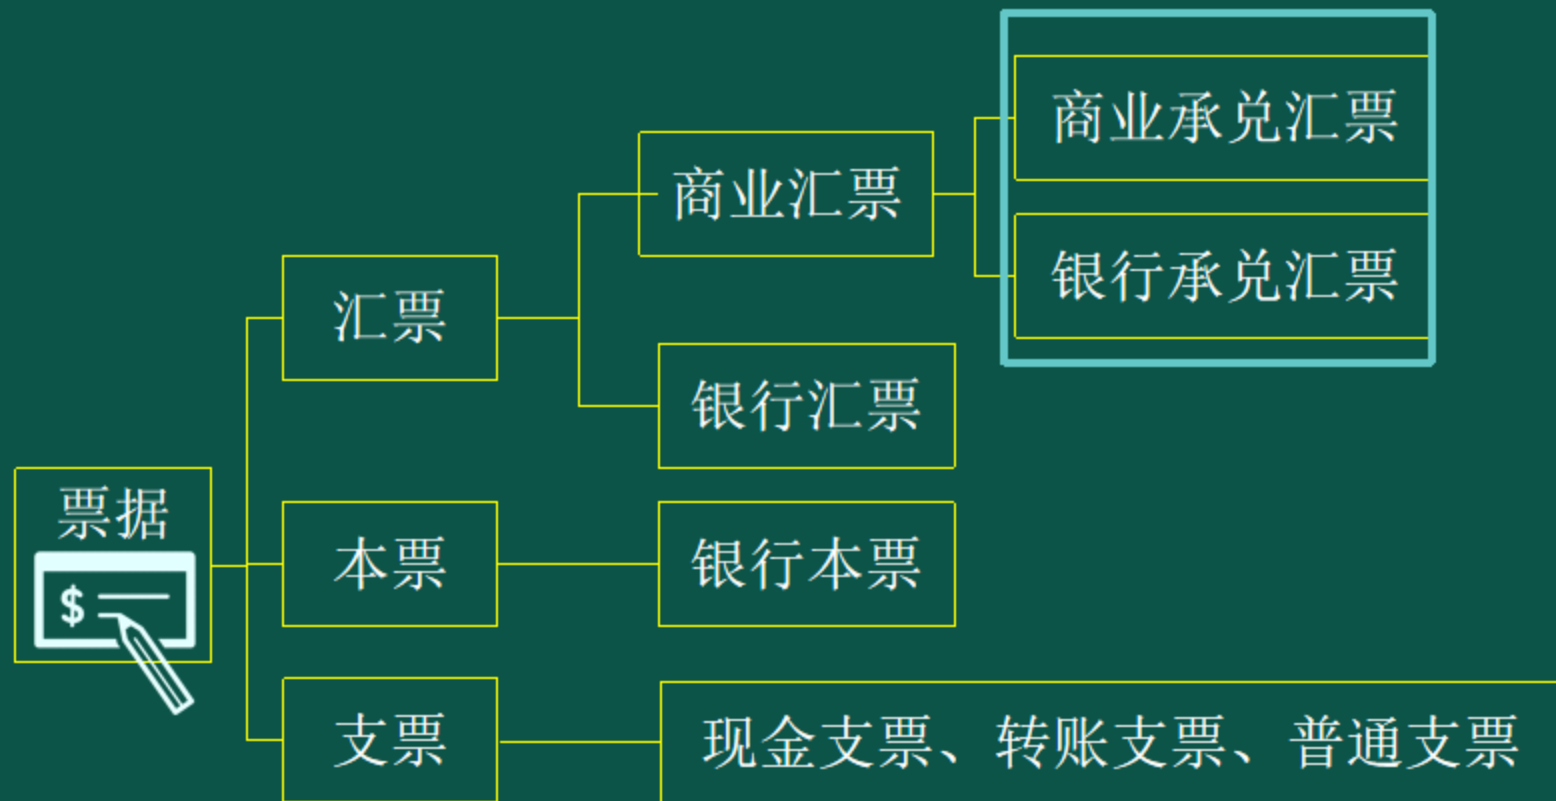 商业承兑汇票
商业汇票
银行承兑汇票
汇票
银行汇票
票据
本票
银行本票
$
支票
现金支票、转账支票、普通支票